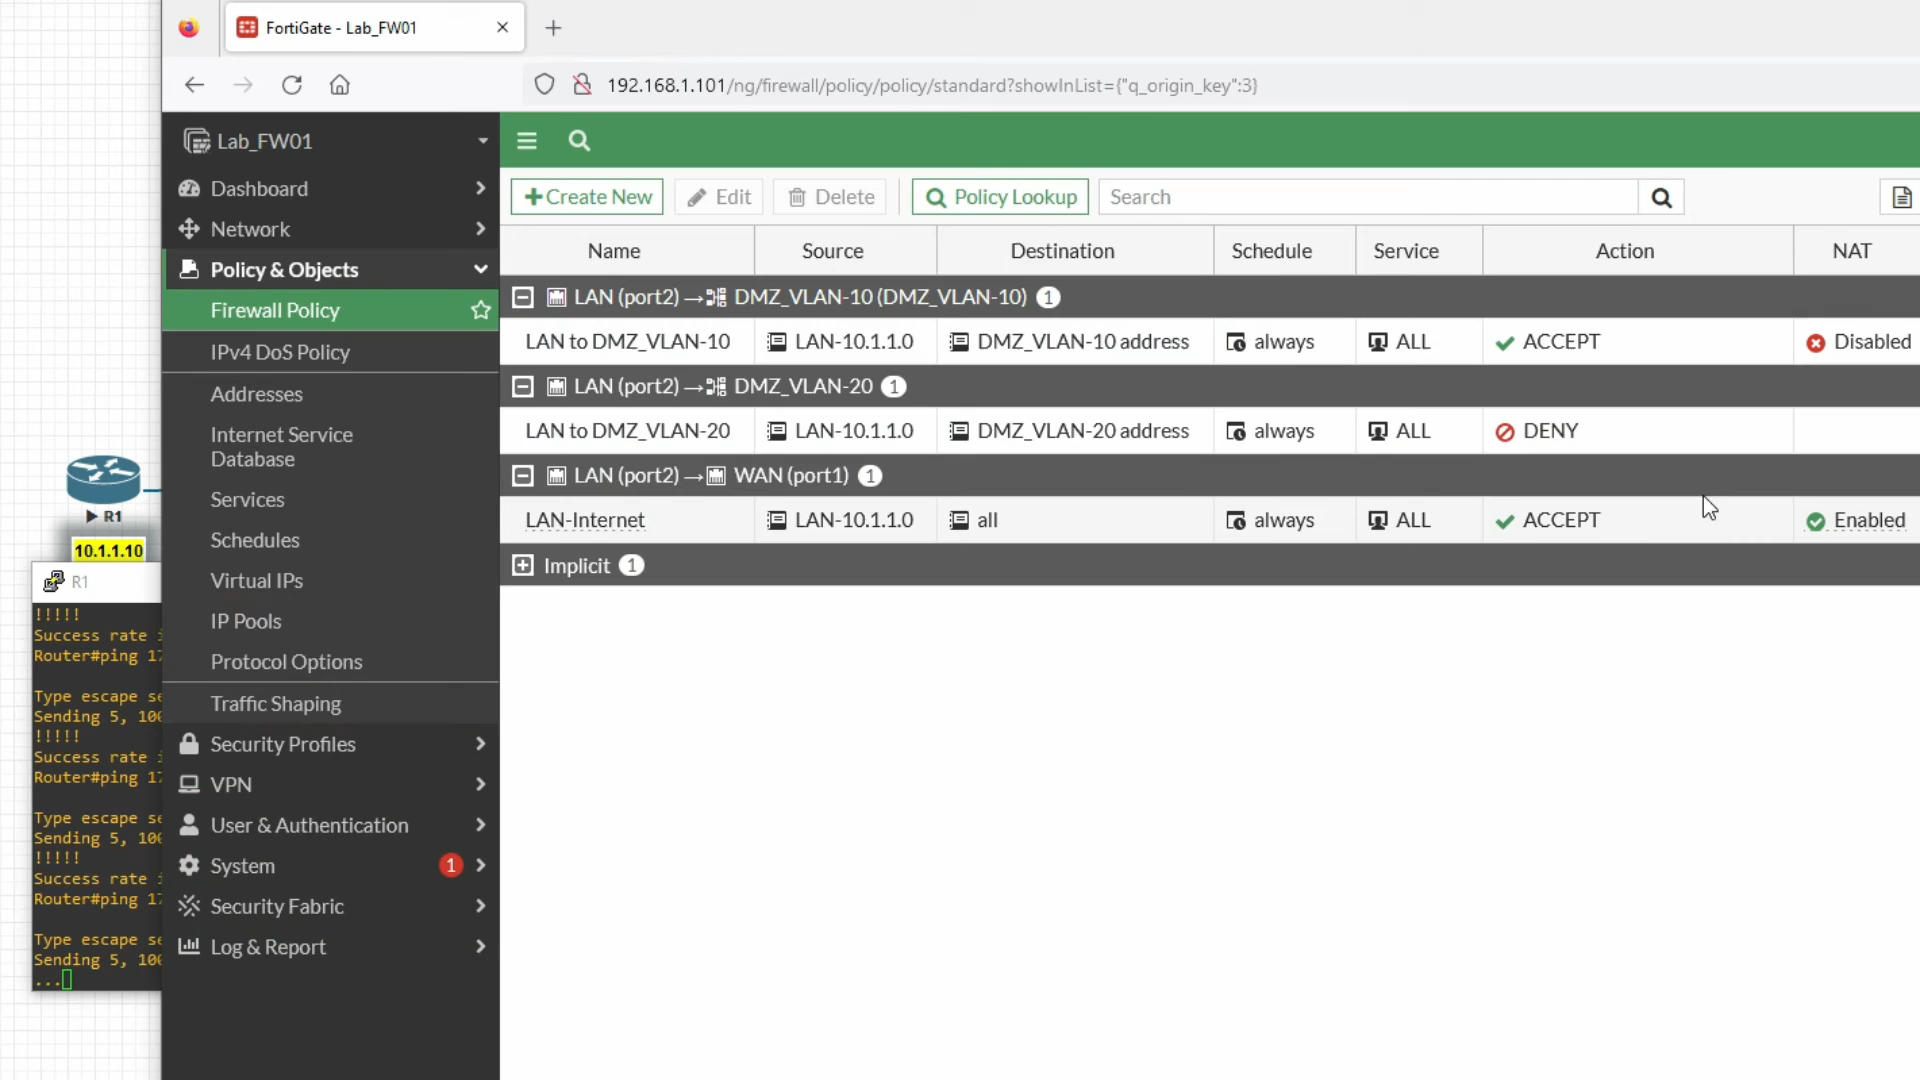 FortiGate - Lab_FW01
192.168.1.101/ng/firewall/policy/policy/standard?showInList={"q_origin_key":3}
Lab_FW01
Dashboard
Network
Policy & Objects
Firewall Policy
IPv4 DoS Policy
Addresses
Internet Service
Database
Services
Schedules
Virtual IPs
IP Pools
Protocol Options
Traffic Shaping
Security Profiles
VPN
User & Authentication
System 1
Security Fabric
Log & Report
Create New Edit Delete Policy Lookup Search
Name Source Destination Schedule Service Action NAT
LAN (port2) → DMZ_VLAN-10 (DMZ_VLAN-10) 1
LAN to DMZ_VLAN-10 LAN-10.1.1.0 DMZ_VLAN-10 address always ALL ACCEPT Disabled
LAN (port2) → DMZ_VLAN-20 1
LAN to DMZ_VLAN-20 LAN-10.1.1.0 DMZ_VLAN-20 address always ALL DENY
LAN (port2) → WAN (port1) 1
LAN-Internet LAN-10.1.1.0 all always ALL ACCEPT Enabled
Implicit 1
R1
10.1.1.10
R1
!!!!!
Success rate
Router#ping 17
Type escape
Sending 5, 100
!!!!!
Success rate
Router#ping 17
Type escape
Sending 5, 100
!!!!!
Success rate
Router#ping 17
Type escape
Sending 5, 100
...